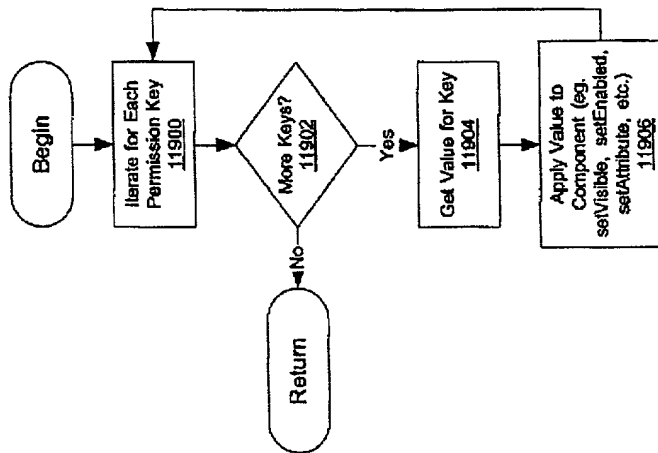 Begin
Iterate for Each
Permission Key
11900
More Keys?
11902
No
Return
Yes
Get Value for Key
11904
Apply Value to
Component (eg.
setVisible, setEnabled,
setAttribute, etc.)
11906